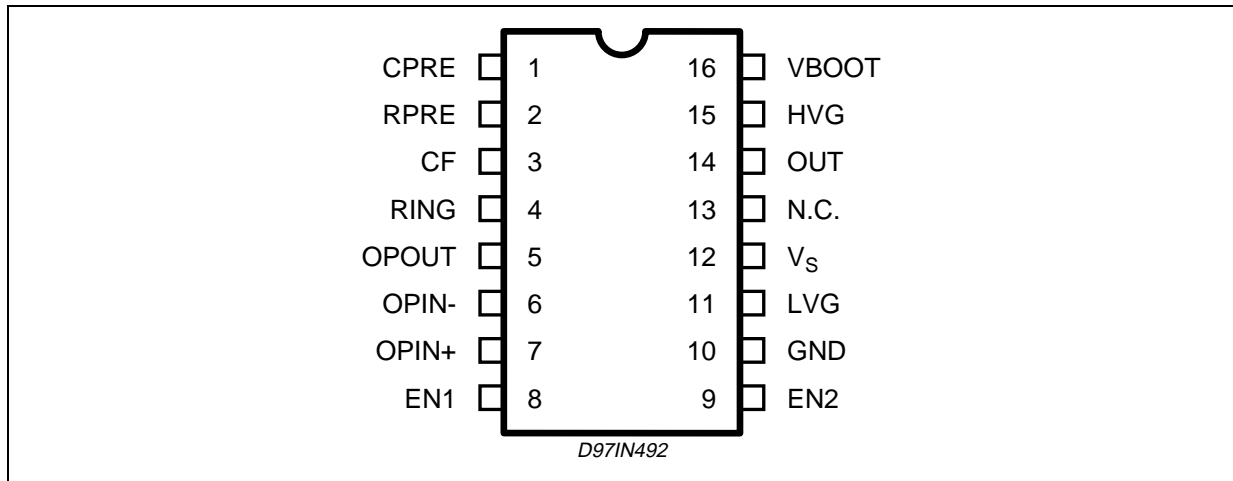 CPRE 1 16 VBOOT
RPRE 2 15 HVG
CF 3 14 OUT
RING 4 13 N.C.
OPOUT 5 12 VS
OPIN- 6 11 LVG
OPIN+ 7 10 GND
EN1 8 9 EN2
D97IN492